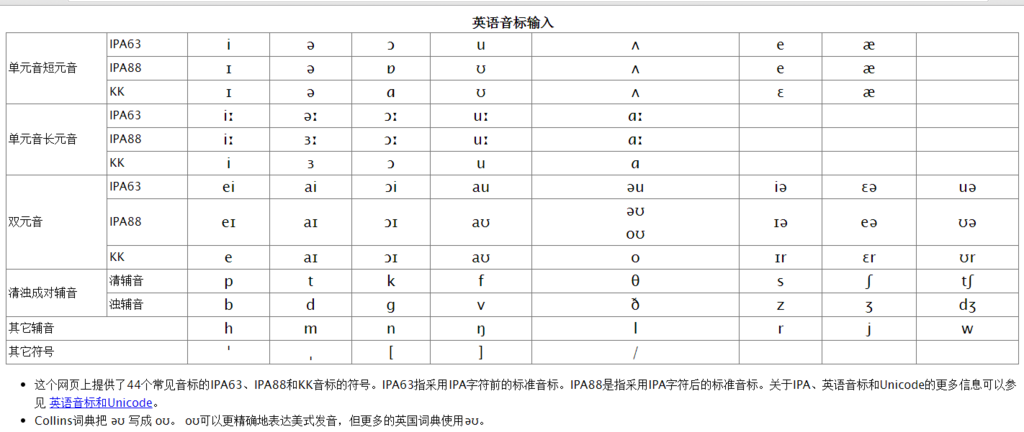 英语音标输入
单元音短元音 IPA63 i ə ɔ u ʌ e æ
IPA88 ɪ ə ɒ ʊ ʌ e æ
KK ɪ ə ɑ ʊ ʌ ɛ æ
单元音长元音 IPA63 iː əː ɔː uː ɑː
IPA88 iː ɜː ɔː uː ɑː
KK i ɜ ɔ u ɑ
双元音 IPA63 ei ai ɔi au əu iə ɛə uə
IPA88 eɪ aɪ ɔɪ aʊ əʊ ɪə eə ʊə
oʊ
KK e aɪ ɔɪ aʊ o ɪr ɛr ʊr
清浊成对辅音 清辅音 p t k f θ s ʃ tʃ
浊辅音 b d g v ð z ʒ dʒ
其它辅音 h m n ŋ l r j w
其它符号 ˈ ˌ [ ] /
• 这个网页上提供了44个常见音标的IPA63、IPA88和KK音标的符号。IPA63指采用IPA字符前的标准音标。IPA88是指采用IPA字符后的标准音标。关于IPA、英语音标和Unicode的更多信息可以参
见 英语音标和Unicode。
• Collins词典把 əʊ 写成 oʊ。 oʊ可以更精确地表达美式发音，但更多的英国词典使用əʊ。